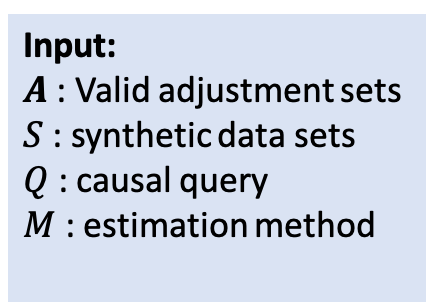 Input:
A : Valid adjustment sets
S : synthetic data sets
Q : causal query
M : estimation method